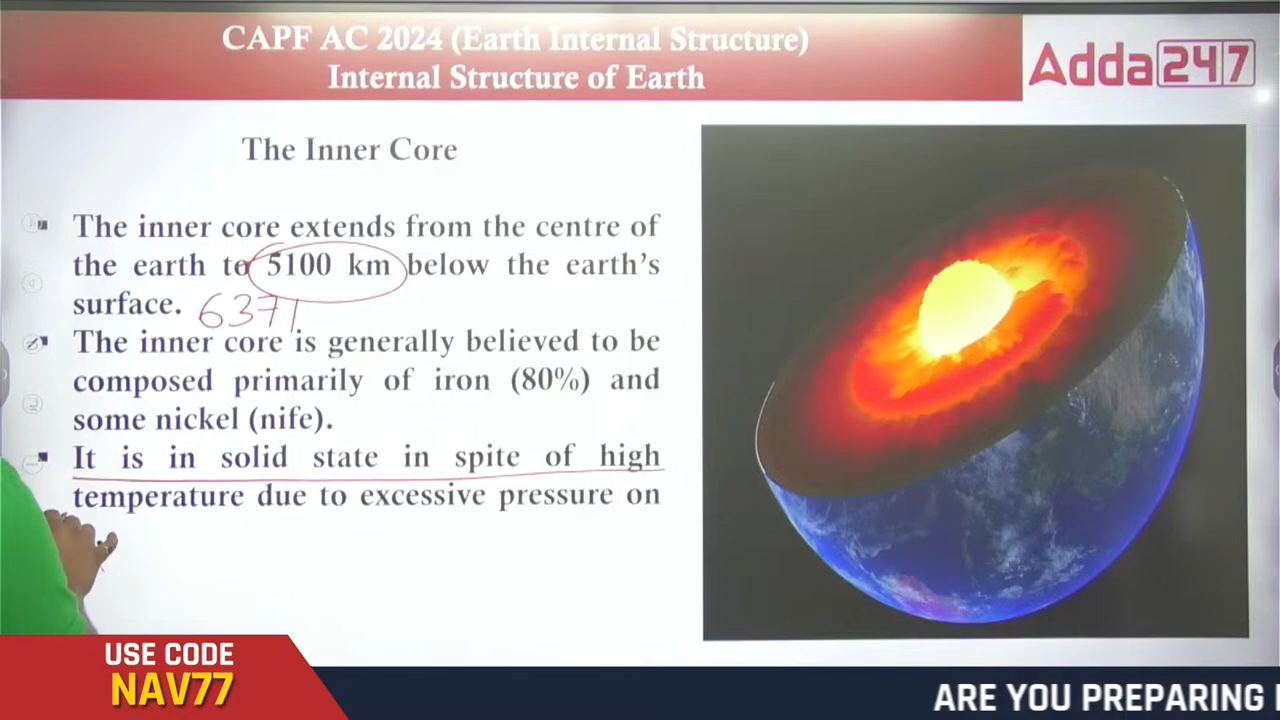 CAPF AC 2024 (Earth Internal Structure)
Internal Structure of Earth
Adda247
The Inner Core
The inner core extends from the centre of
the earth to 5100 km below the earth's
surface. 6371
The inner core is generally believed to be
composed primarily of iron (80%) and
some nickel (nife).
It is in solid state in spite of high
temperature due to excessive pressure on
USE CODE
NAV77
ARE YOU PREPARING